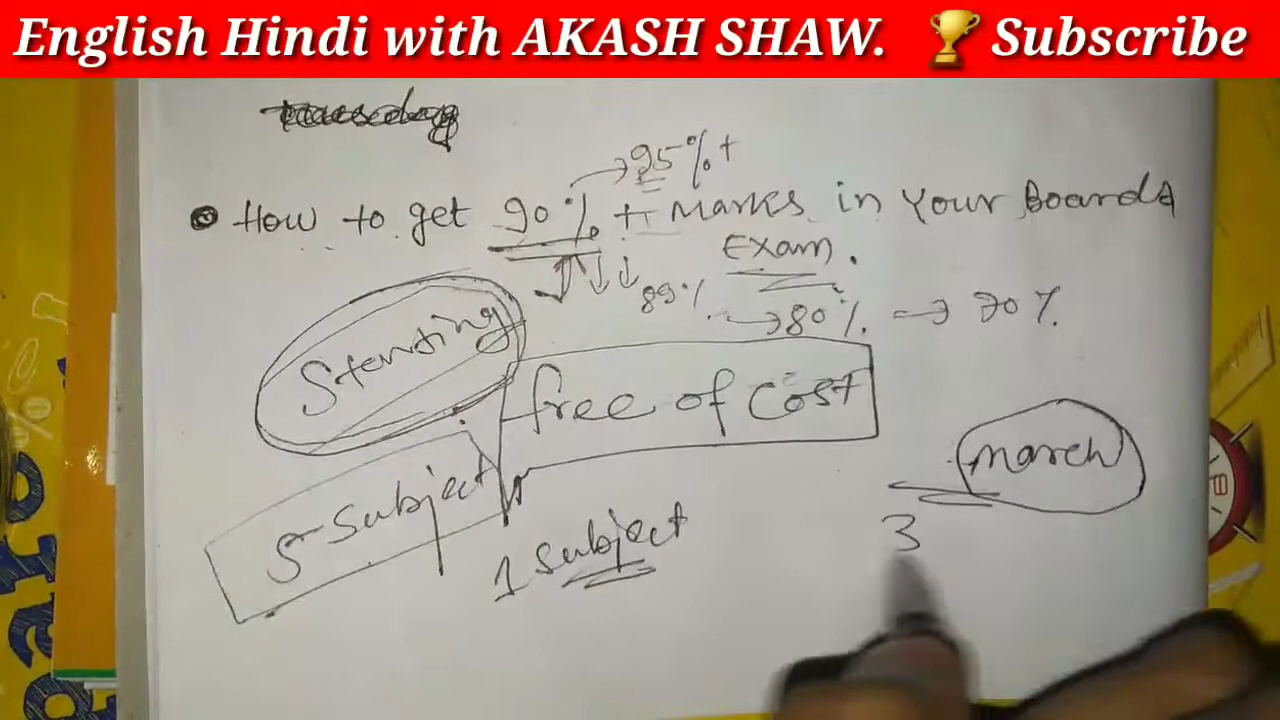 English Hindi with AKASH SHAW. 🏆 Subscribe
→ 95%+
How to get 90% + Marks in Your Boards
Exam.
89% → 80% → 70%
Starting
free of cost
March
5-Subject
1 Subject
3